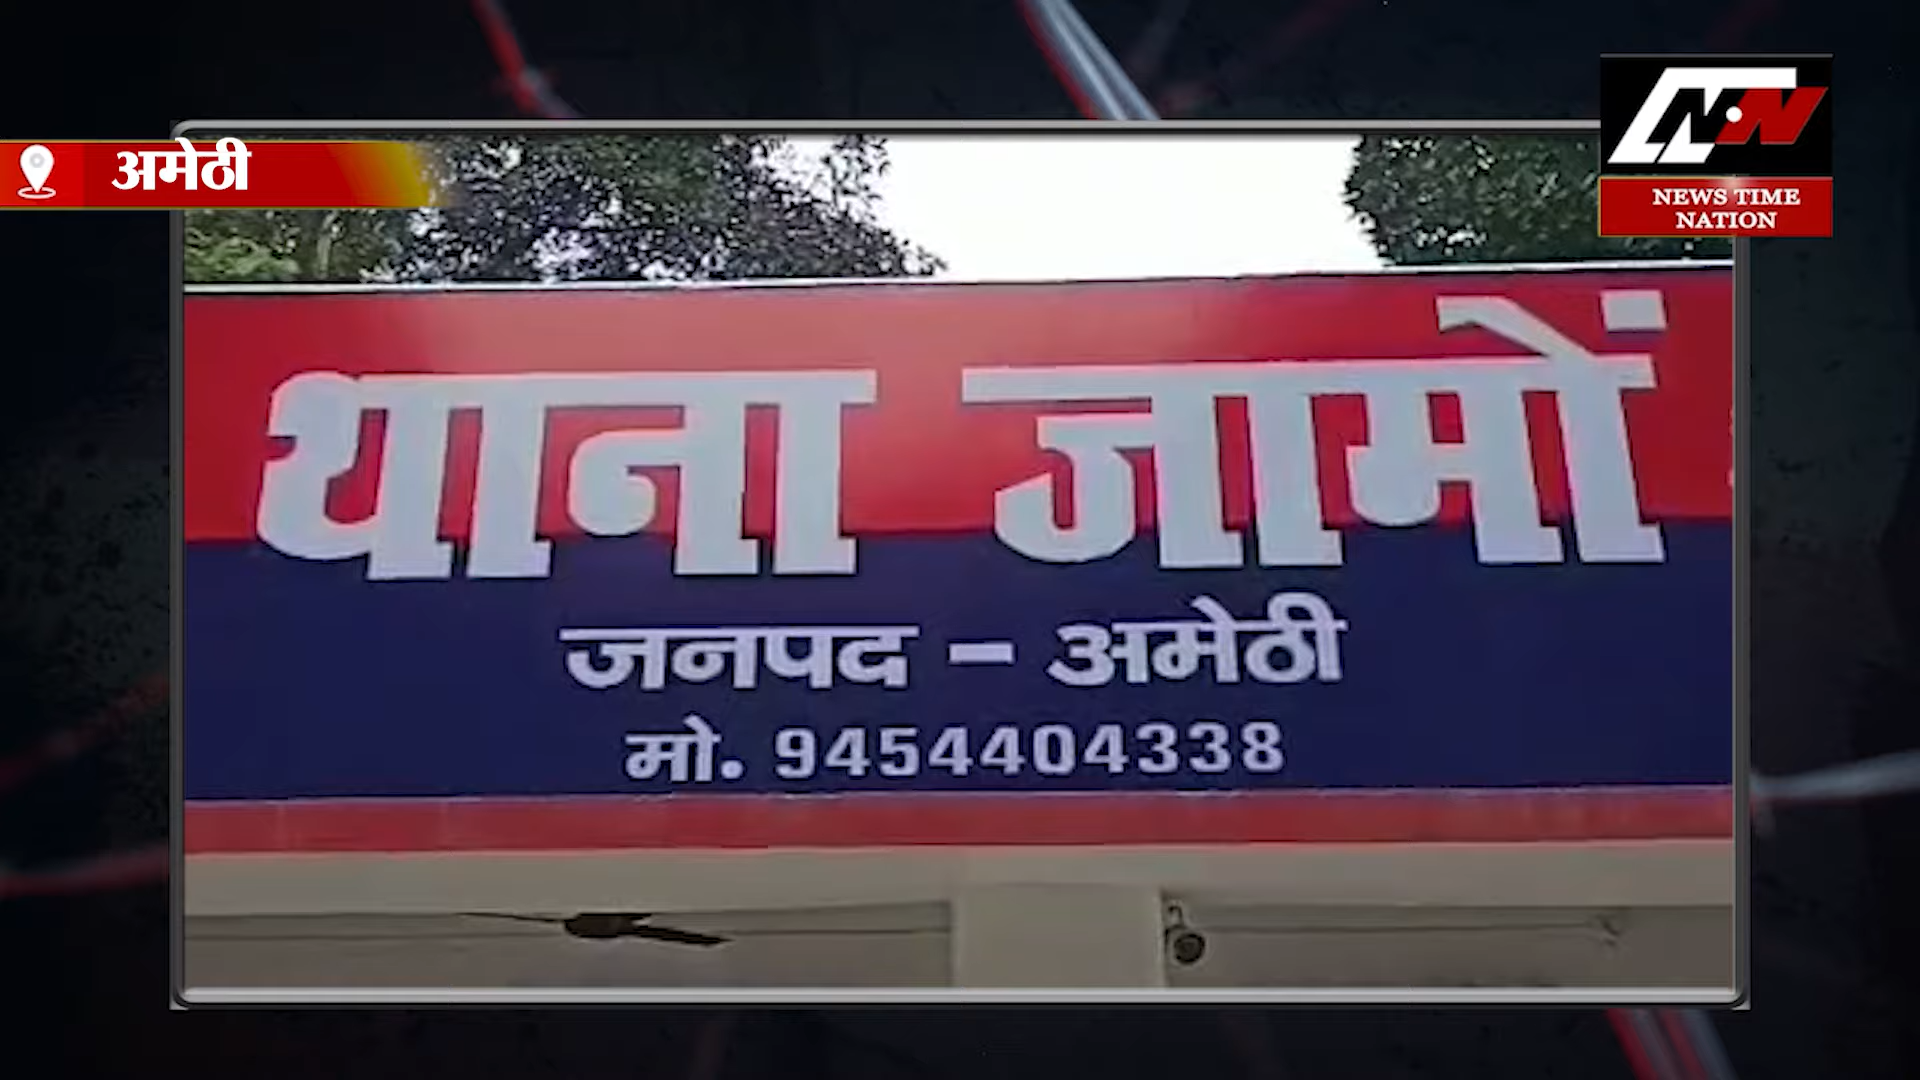 अमेठी
NEWS TIME
NATION
थाना जामों
जनपद - अमेठी
मो. 9454404338